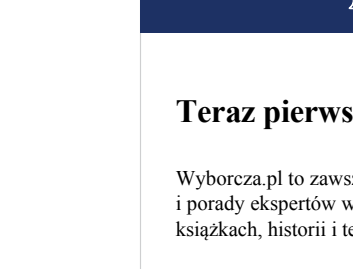 Teraz pierws
Wyborcza.pl to zaws
i porady ekspertów w
książkach, historii i te